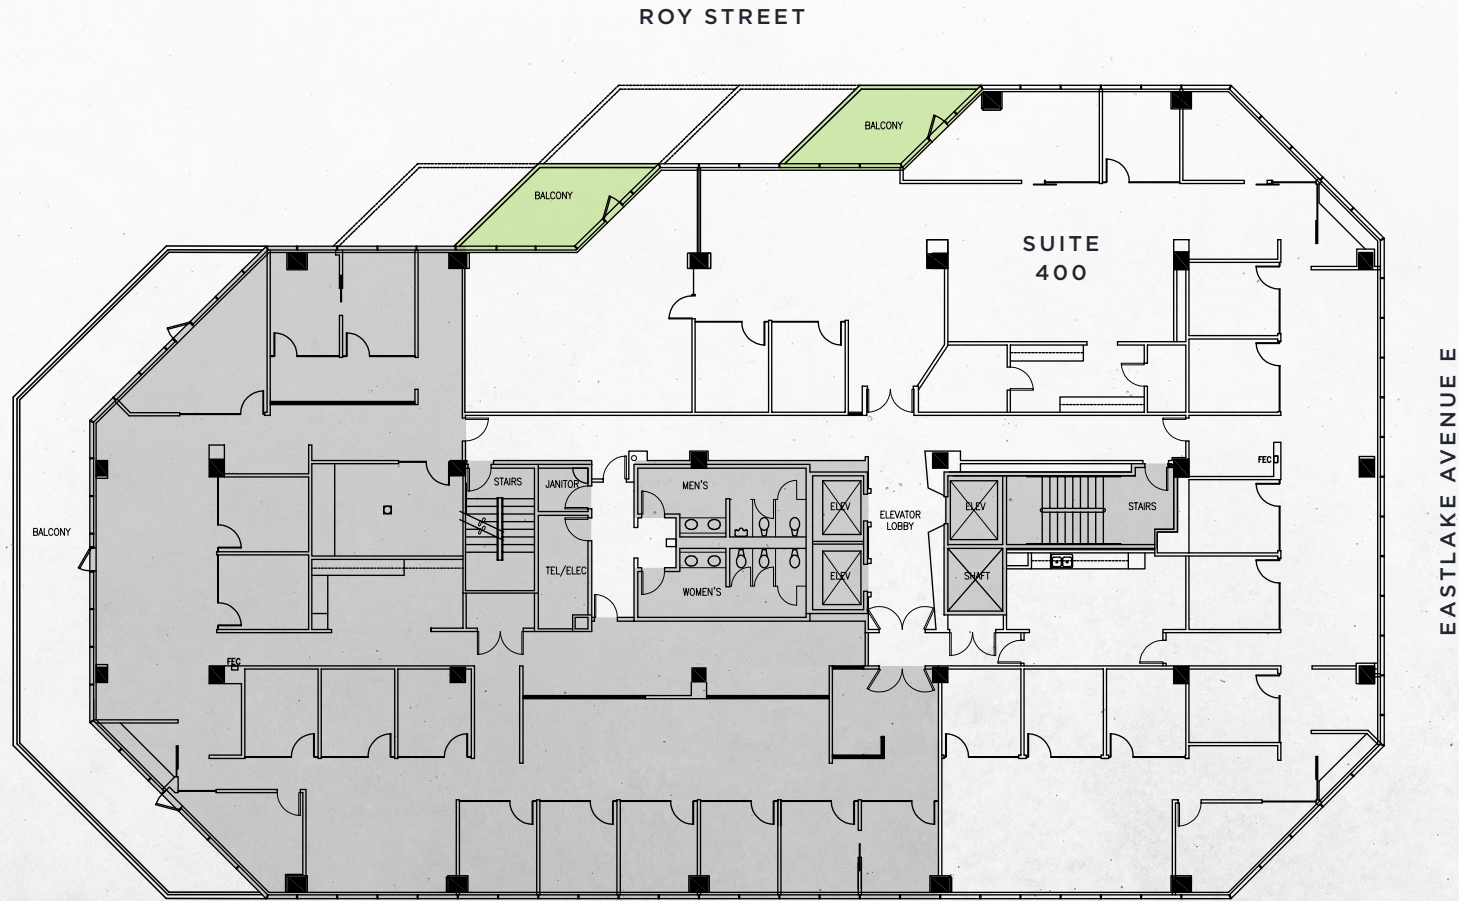 ROY STREET
BALCONY
BALCONY
SUITE
400
EASTLAKE AVENUE E
FEC
STAIRS
JANITOR
MEN'S
ELEV
ELEVATOR
LOBBY
ELEV
STAIRS
BALCONY
TEL/ELEC
WOMEN'S
ELEV
SHAFT
FEC